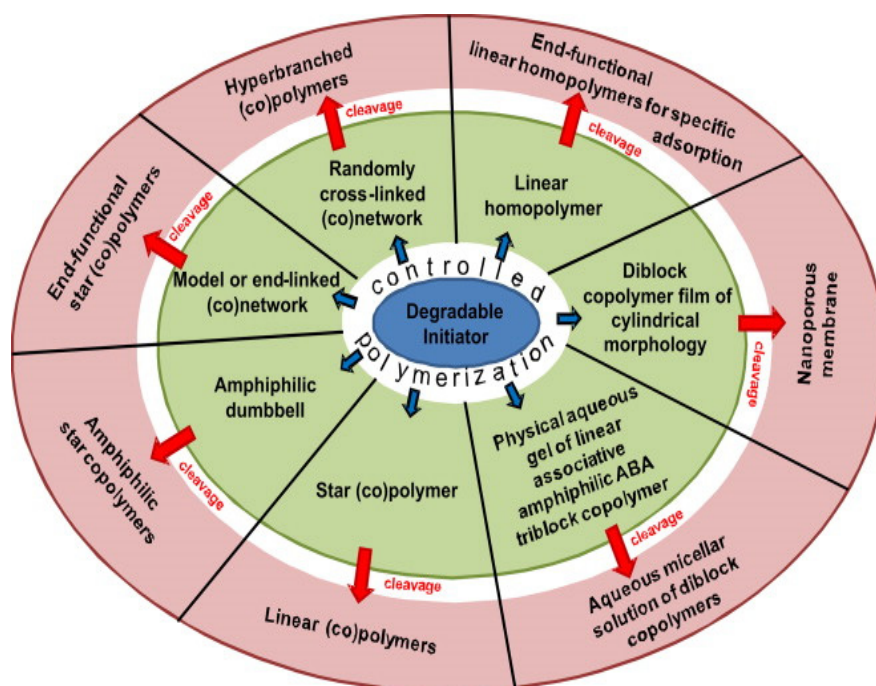 Hyperbranched
(co)polymers
cleavage
Randomly
cross-linked
(co)network
End-functional
linear homopolymers for specific
adsorption
cleavage
Linear
homopolymer
End-functional
star (co)polymers
cleavage
Model or end-linked
(co)network
controlled
Degradable
Initiator
polymerization
Diblock
copolymer film of
cylindrical
morphology
cleavage
Nanoporous
membrane
Amphiphilic
dumbbell
Amphiphilic
star copolymers
cleavage
Star (co)polymer
cleavage
Linear (co)polymers
Physical aqueous
gel of linear
associative
amphiphilic ABA
triblock copolymer
cleavage
Aqueous micellar
solution of diblock
copolymers